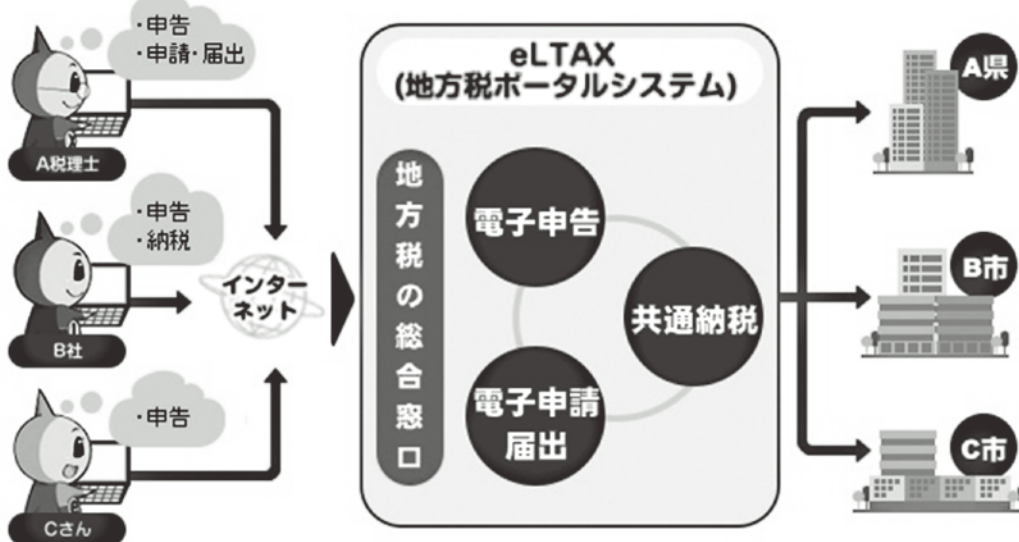 ・申告
・申請・届出
A税理士
・申告
・納税
B社
・申告
Cさん
インター
ネット
eLTAX
(地方税ポータルシステム)
地方税の総合窓口
電子申告
共通納税
電子申請
届出
A県
B市
C市